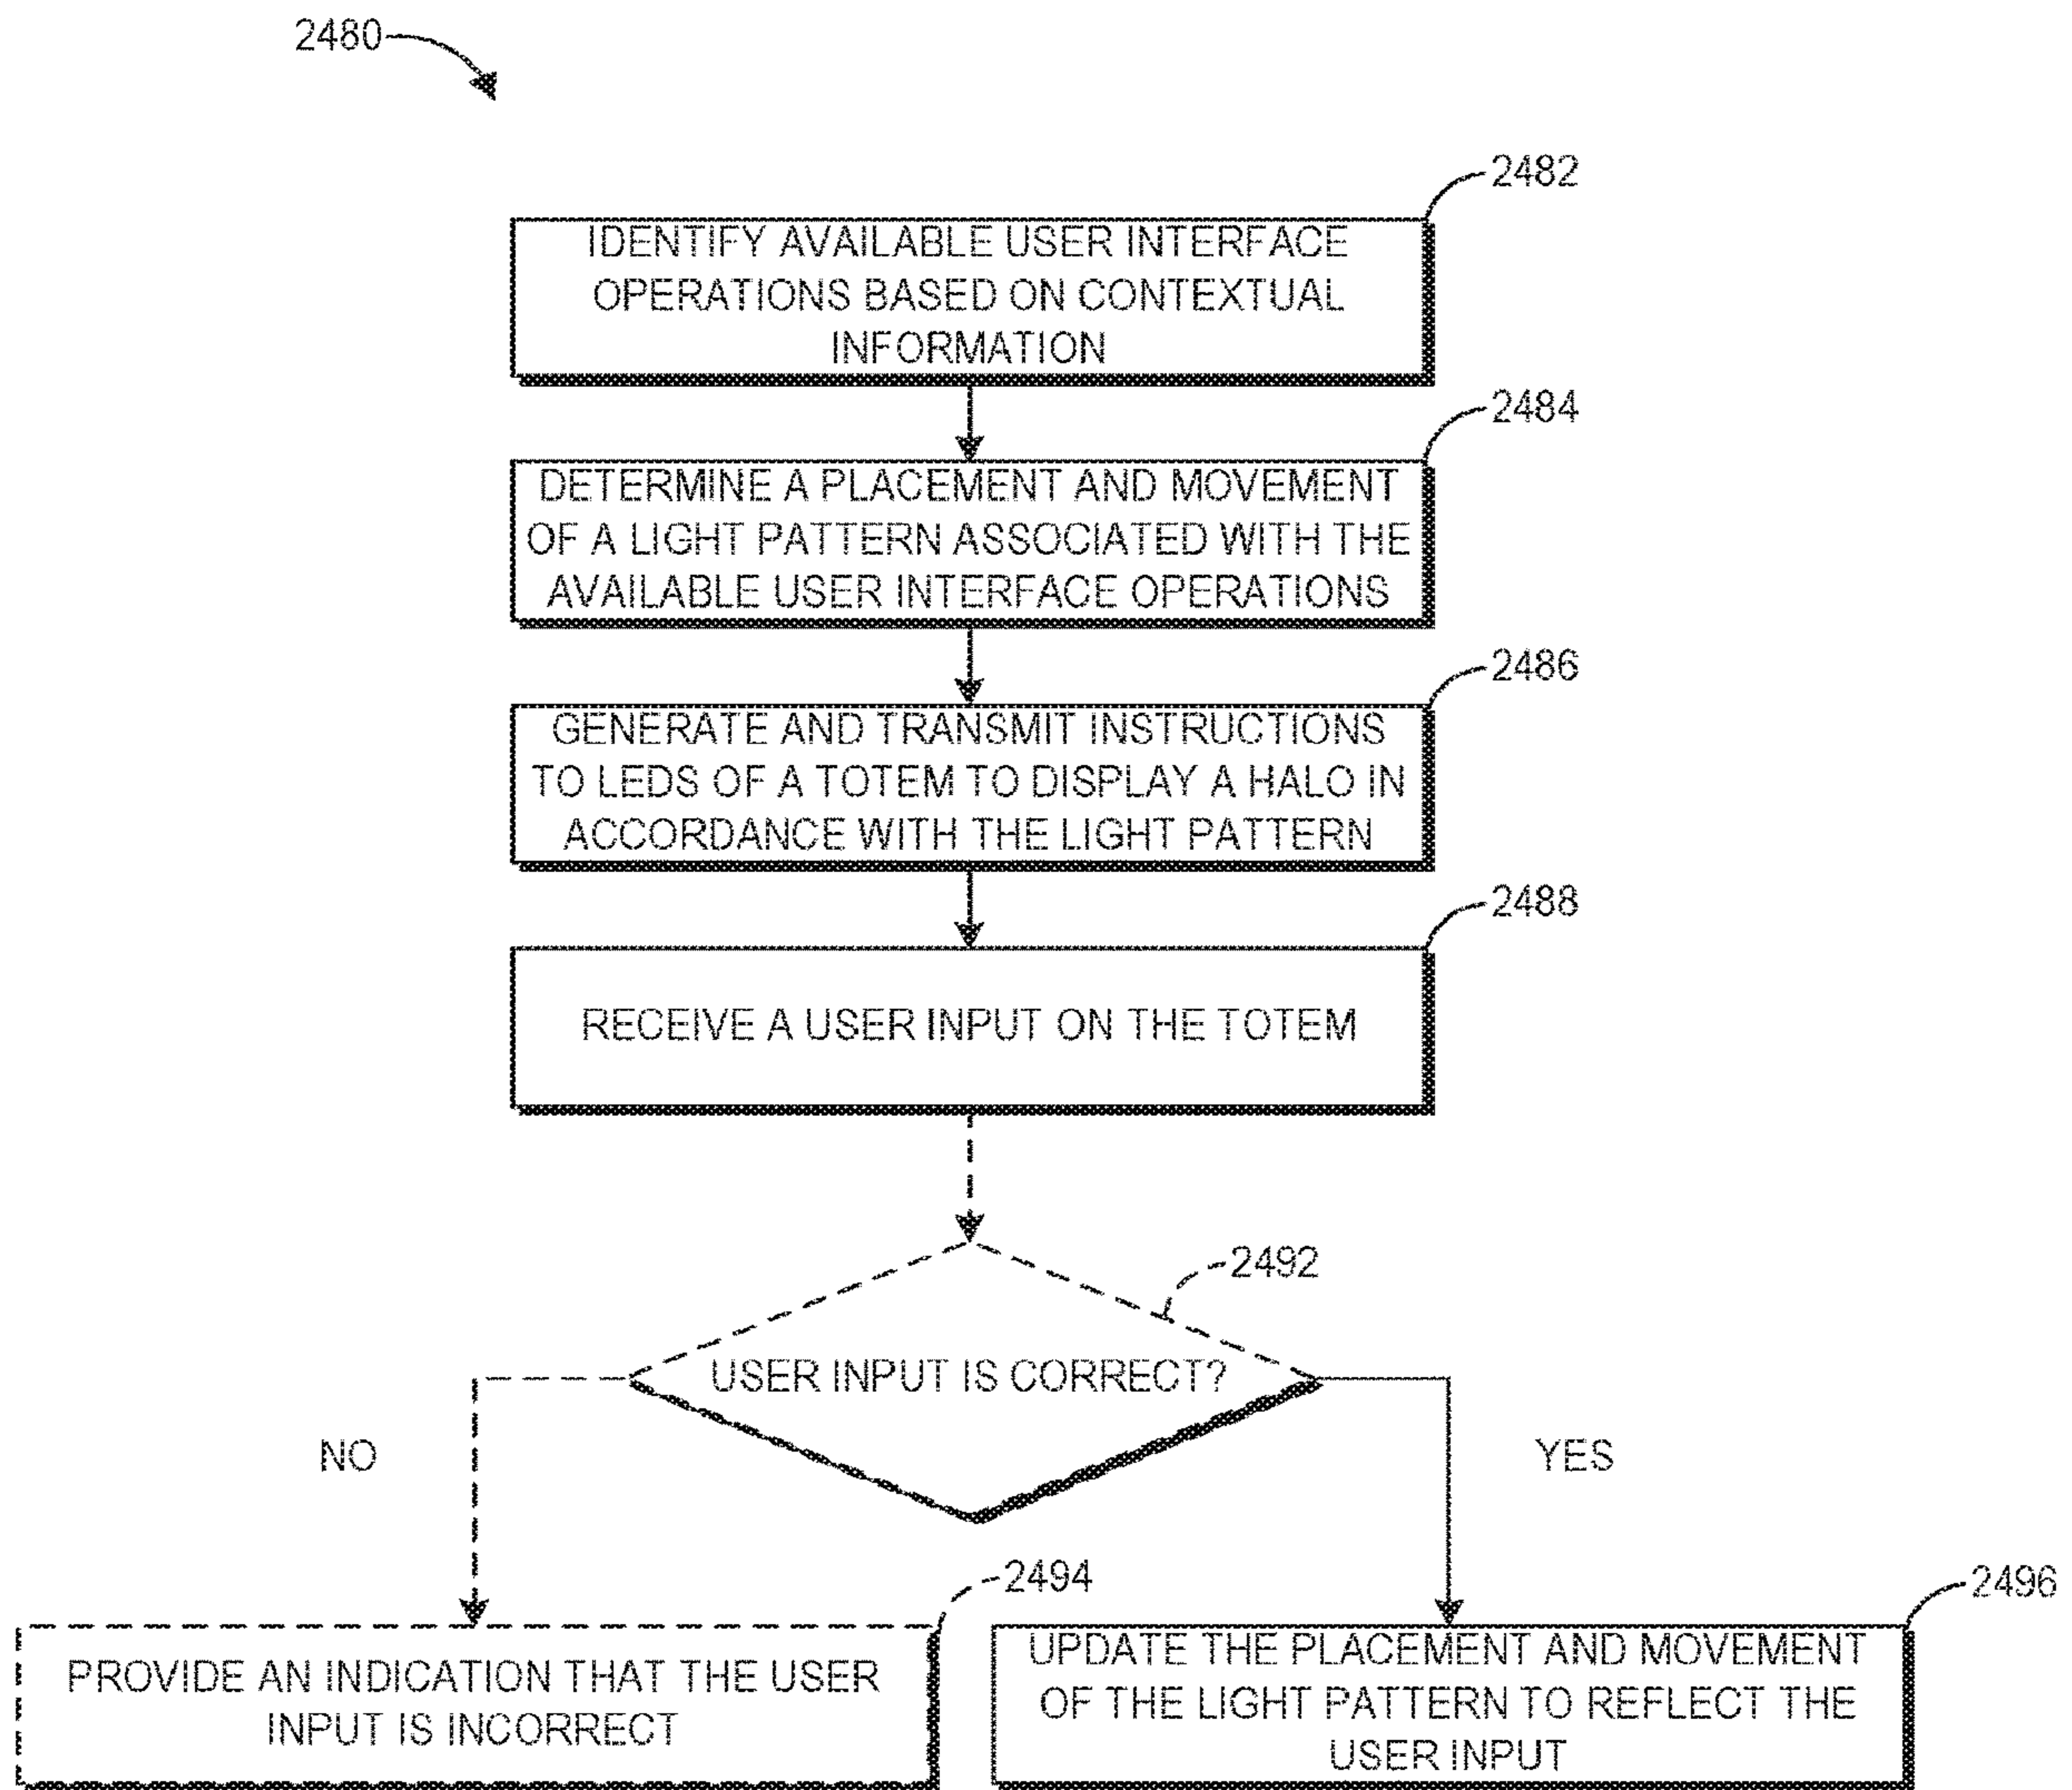 2480
2482
IDENTIFY AVAILABLE USER INTERFACE
OPERATIONS BASED ON CONTEXTUAL
INFORMATION
2484
DETERMINE A PLACEMENT AND MOVEMENT
OF A LIGHT PATTERN ASSOCIATED WITH THE
AVAILABLE USER INTERFACE OPERATIONS
2486
GENERATE AND TRANSMIT INSTRUCTIONS
TO LEDS OF A TOTEM TO DISPLAY A HALO IN
ACCORDANCE WITH THE LIGHT PATTERN
2488
RECEIVE A USER INPUT ON THE TOTEM
2492
USER INPUT IS CORRECT?
NO
YES
2494
PROVIDE AN INDICATION THAT THE USER
INPUT IS INCORRECT
2496
UPDATE THE PLACEMENT AND MOVEMENT
OF THE LIGHT PATTERN TO REFLECT THE
USER INPUT